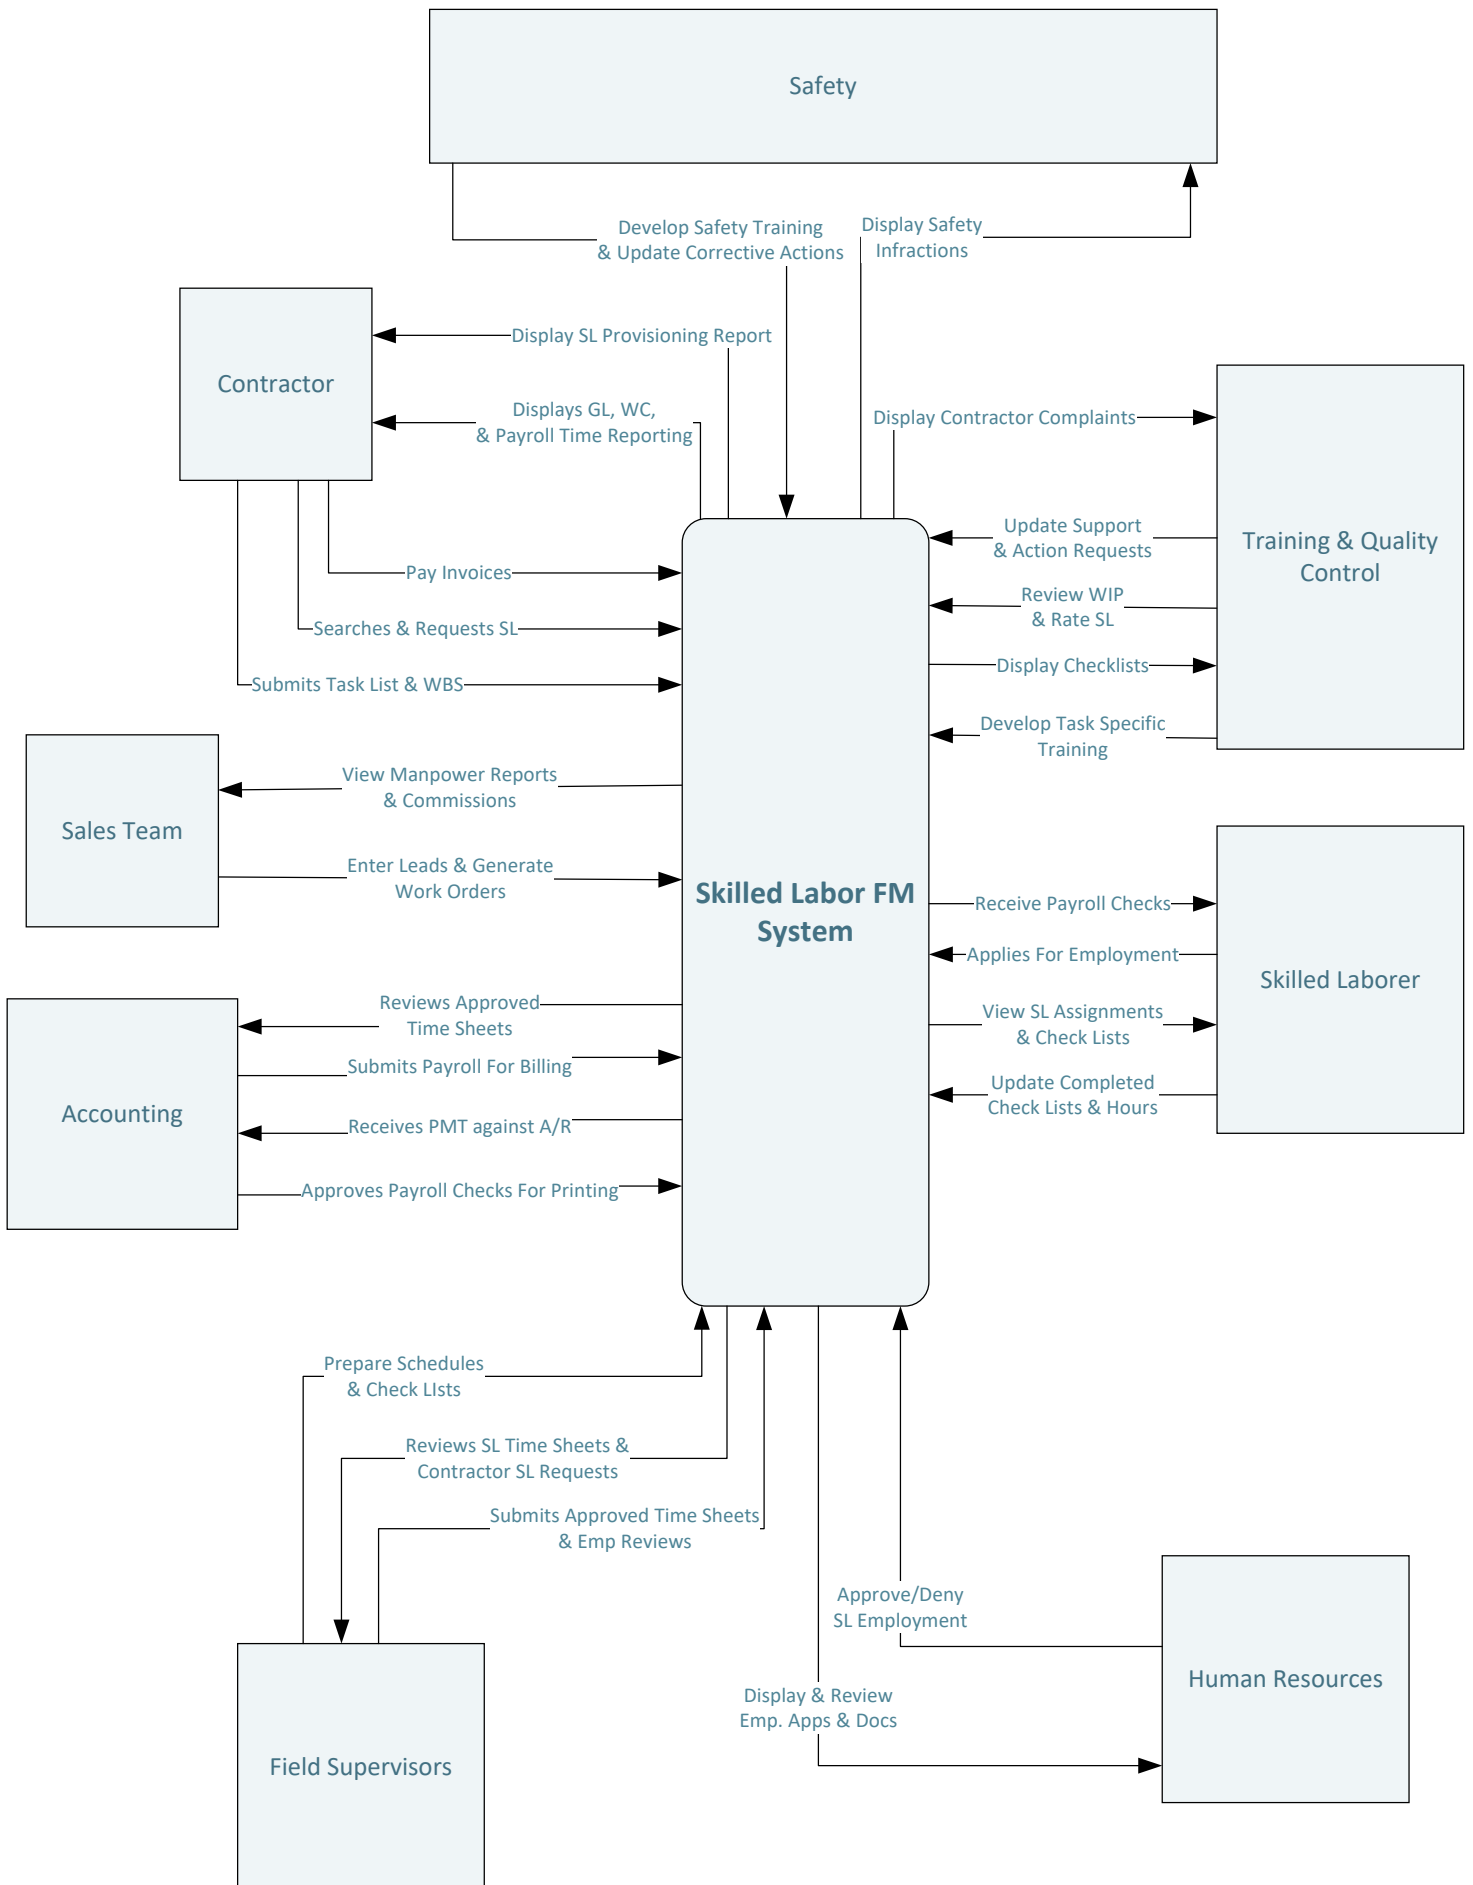 Safety
Develop Safety Training
& Update Corrective Actions
Display Safety
Infractions
Contractor
Display SL Provisioning Report
Displays GL, WC,
& Payroll Time Reporting
Pay Invoices
Searches & Requests SL
Submits Task List & WBS
Display Contractor Complaints
Update Support
& Action Requests
Review WIP
& Rate SL
Display Checklists
Develop Task Specific
Training
Training & Quality
Control
Sales Team
View Manpower Reports
& Commissions
Enter Leads & Generate
Work Orders
Skilled Labor FM
System
Receive Payroll Checks
Applies For Employment
View SL Assignments
& Check Lists
Update Completed
Check Lists & Hours
Skilled Laborer
Accounting
Reviews Approved
Time Sheets
Submits Payroll For Billing
Receives PMT against A/R
Approves Payroll Checks For Printing
Prepare Schedules
& Check LIsts
Reviews SL Time Sheets &
Contractor SL Requests
Submits Approved Time Sheets
& Emp Reviews
Field Supervisors
Approve/Deny
SL Employment
Display & Review
Emp. Apps & Docs
Human Resources